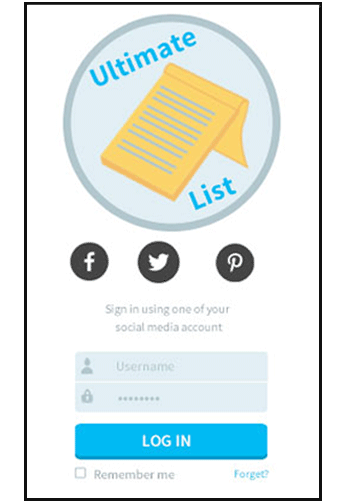 Ultimate
List
Sign in using one of your
social media account
Username
********
LOG IN
Remember me
Forget?